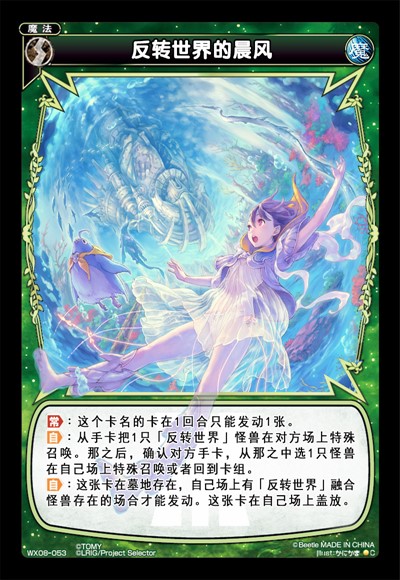 魔法
反转世界的晨风
魔
常：这个卡名的卡在1回合只能发动1张。
自：从手卡把1只「反转世界」怪兽在对方场上特殊
召唤。那之后，确认对方手卡，从那之中选1只怪兽
在自己场上特殊召唤或者回到卡组。
自：这张卡在墓地存在，自己场上有「反转世界」融合
怪兽存在的场合才能发动。这张卡在自己场上盖放。
WX08-053
©TOMY
©LRIG/Project Selector
©Beetle MADE IN CHINA
Illust:かにかま
C